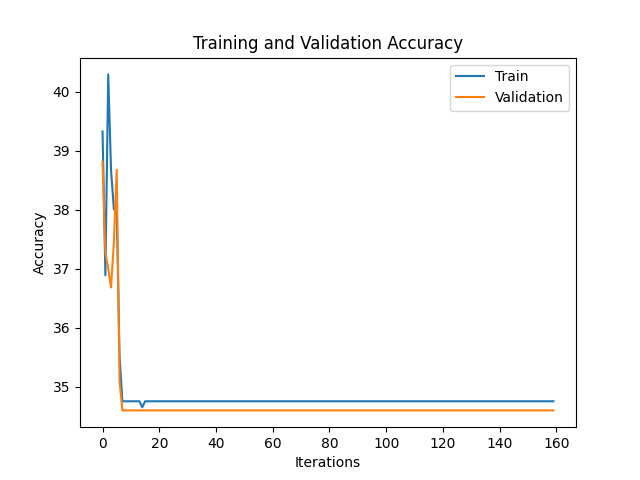 Training and Validation Accuracy
Train
Validation
Accuracy
40
39
38
37
36
35
0 20 40 60 80 100 120 140 160
Iterations